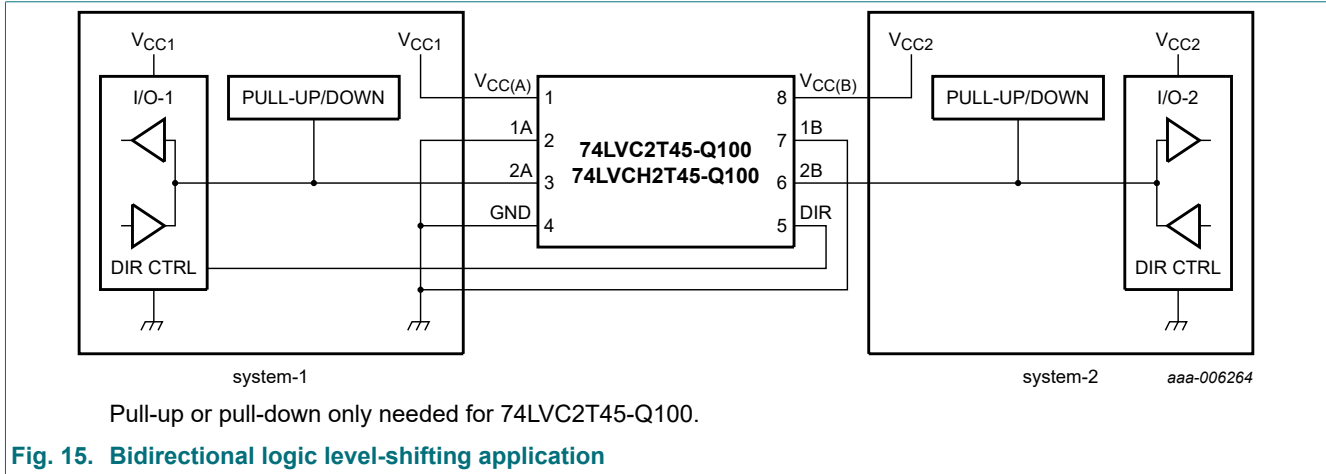 VCC1 VCC1 VCC2 VCC2
I/O-1 PULL-UP/DOWN VCC(A) 1 8 VCC(B) PULL-UP/DOWN I/O-2
1A 2 74LVC2T45-Q100 7 1B
2A 3 74LVCH2T45-Q100 6 2B
GND 4 5 DIR
DIR CTRL DIR CTRL
system-1 system-2 aaa-006264
Pull-up or pull-down only needed for 74LVC2T45-Q100.
Fig. 15. Bidirectional logic level-shifting application